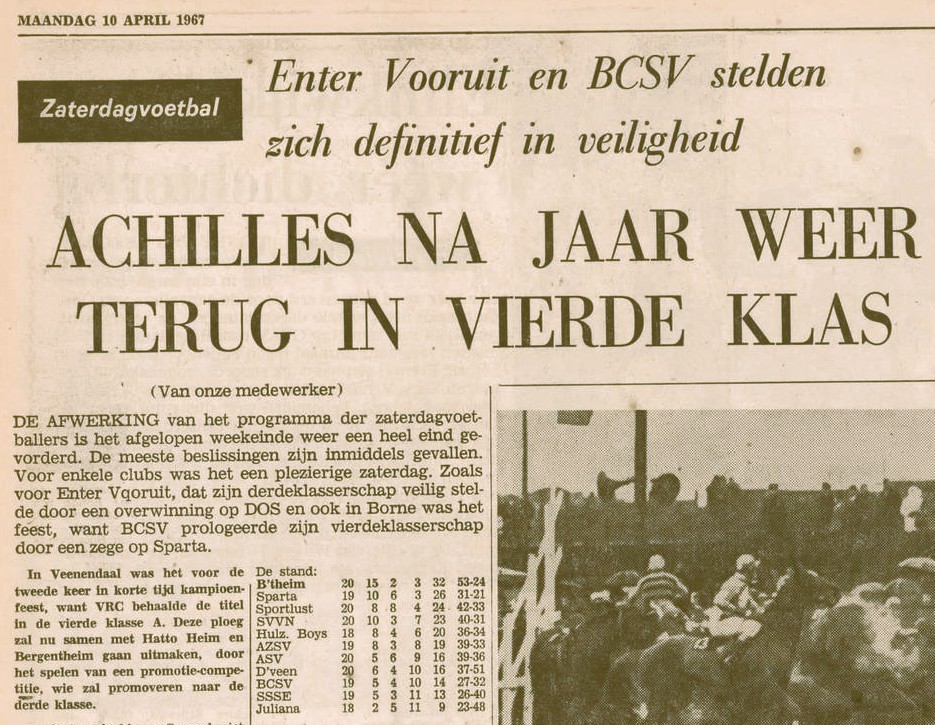 MAANDAG 10 APRIL 1967
Zaterdagvoetbal
Enter Vooruit en BCSV stelden
zich definitief in veiligheid
ACHILLES NA JAAR WEER
TERUG IN VIERDE KLAS
(Van onze medewerker)
DE AFWERKING van het programma der zaterdagvoet-
ballers is het afgelopen weekeinde weer een heel eind ge-
vorderd. De meeste beslissingen zijn inmiddels gevallen.
Voor enkele clubs was het een plezierige zaterdag. Zoals
voor Enter Vqoruit, dat zijn derdeklasserschap veilig stel-
de door een overwinning op DOS en ook in Borne was het
feest, want BCSV prologeerde zijn vierdeklasserschap
door een zege op Sparta.
In Veenendaal was het voor de
tweede keer in korte tijd kampioen-
feest, want VRC behaalde de titel
in de vierde klasse A. Deze ploeg
zal nu samen met Hatto Heim en
Bergentheim gaan uitmaken, door
het spelen van een promotie-compe-
titie, wie zal promoveren naar de
derde klasse.
De stand:
B'theim 20 15 2 3 32 53-24
Sparta 19 10 6 3 26 31-21
Sportlust 20 8 8 4 24 42-33
SVVN 20 10 3 7 23 40-31
Hulz. Boys 18 8 4 6 20 36-34
AZSV 19 8 3 8 19 39-33
ASV 20 5 6 9 16 39-36
D'veen 20 6 4 10 16 37-51
BCSV 19 5 4 10 14 27-32
SSSE 19 5 3 11 13 26-40
Juliana 18 2 5 11 9 23-48